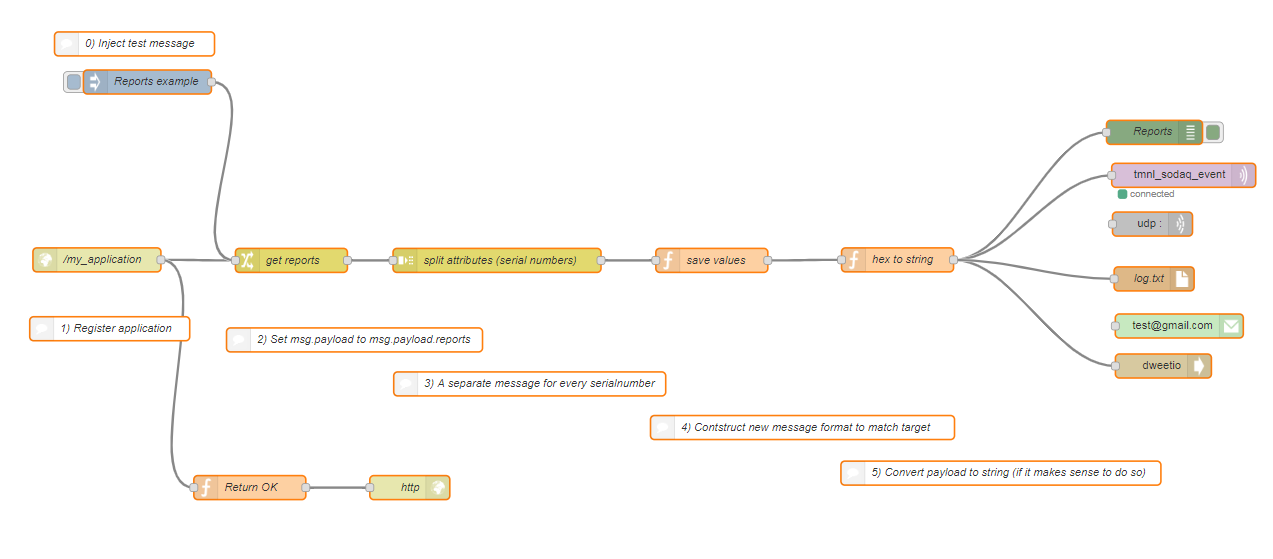 0) Inject test message
Reports example
Reports
tmnl_sodaq_event
connected
udp :
/my_application
get reports
split attributes (serial numbers)
save values
hex to string
log.txt
1) Register application
test@gmail.com
2) Set msg.payload to msg.payload.reports
dweetio
3) A separate message for every serialnumber
4) Contstruct new message format to match target
5) Convert payload to string (if it makes sense to do so)
Return OK
http